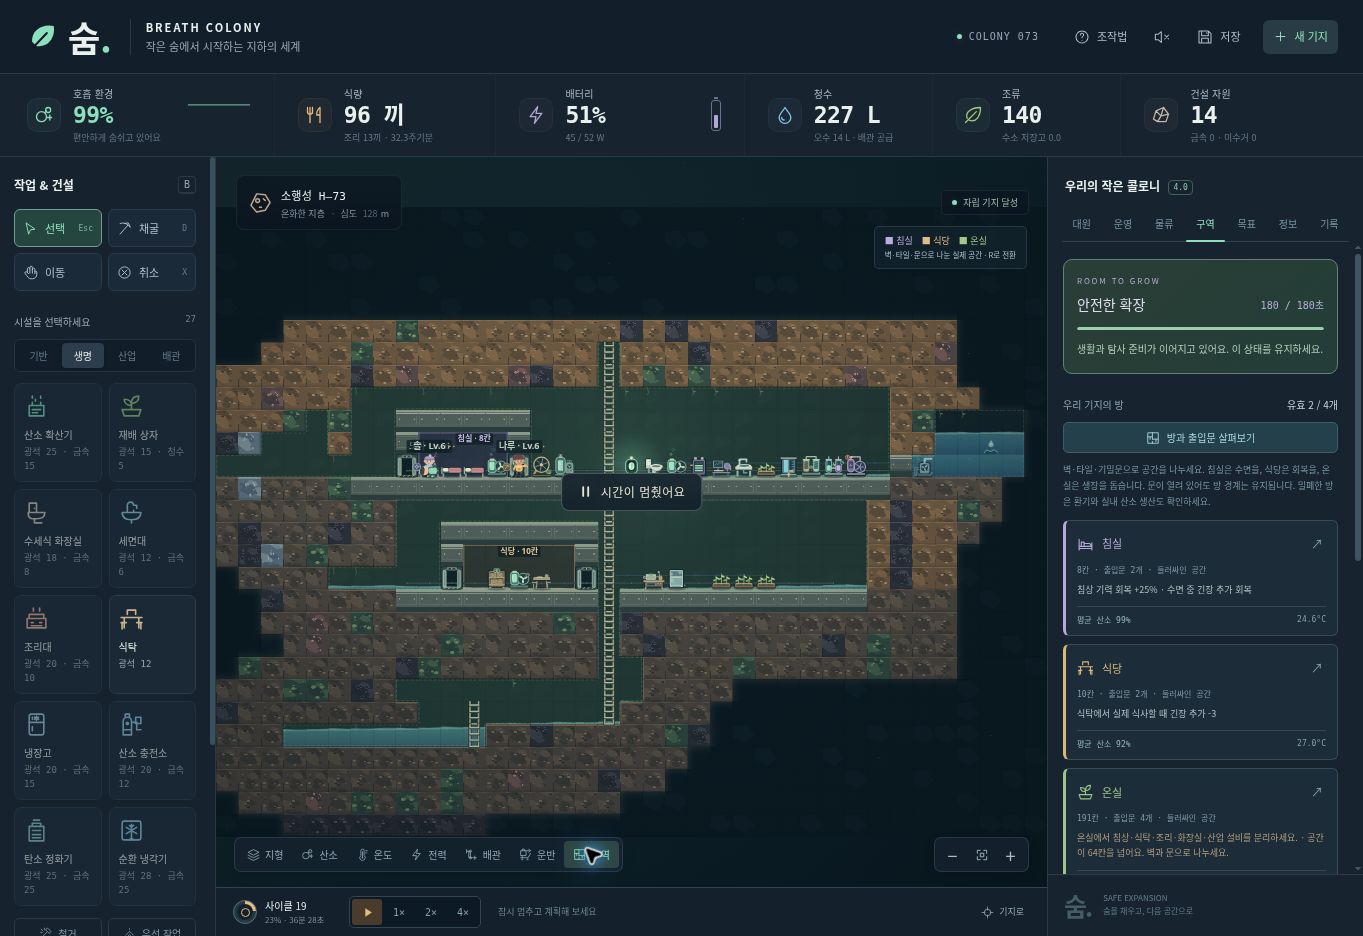 숨.
BREATH COLONY
작은 숨에서 시작하는 지하의 세계
COLONY 073
조작법
저장
새 기지
호흡 환경
99%
편안하게 숨쉬고 있어요
식량
96 끼
조리 13끼 · 32.3주기분
배터리
51%
45 / 52 W
정수
227 L
오수 14 L · 배관 공급
조류
140
수소 저장고 0.0
건설 자원
14
금속 0 · 미수거 0
작업 & 건설
B
선택 Esc
채굴 D
이동
취소 X
시설을 선택하세요
27
기반
생명
산업
배관
산소 확산기
광석 25 · 금속 15
재배 상자
광석 15 · 정수 5
수세식 화장실
광석 18 · 금속 8
세면대
광석 12 · 금속 6
조리대
광석 20 · 금속 10
식탁
광석 12
냉장고
광석 20 · 금속 15
산소 충전소
광석 20 · 금속 12
탄소 정화기
광석 25 · 금속 25
순환 냉각기
광석 28 · 금속 25
철거
우선 작업
소행성 H—73
온화한 지층 · 심도 128 m
자립 기지 달성
침실
식당
온실
벽·타일·문으로 나눈 실제 공간 · R로 전환
침실 · 8칸
솔 · Lv.6
나루 · Lv.6
시간이 멈췄어요
식당 · 10칸
지형
산소
온도
전력
배관
운반
사이클 19
23% · 36분 28초
1×
2×
4×
잠시 멈추고 계획해 보세요
기지로
우리의 작은 콜로니
4.0
대원
운영
물류
구역
목표
정보
기록
ROOM TO GROW
안전한 확장
180 / 180초
생활과 탐사 준비가 이어지고 있어요. 이 상태를 유지하세요.
우리 기지의 방
유효 2 / 4개
방과 출입문 살펴보기
벽·타일·기밀문으로 공간을 나누세요. 침실은 수면을, 식당은 회복을, 온
실은 생장을 돕습니다. 문이 열려 있어도 방 경계는 유지됩니다. 밀폐한 방
은 환기와 실내 산소 생산도 확인하세요.
침실
8칸 · 출입문 2개 · 둘러싸인 공간
침상 기력 회복 +25% · 수면 중 긴장 추가 회복
평균 산소 99%
24.6°C
식당
10칸 · 출입문 2개 · 둘러싸인 공간
식탁에서 실제 식사할 때 긴장 추가 -3
평균 산소 92%
27.0°C
온실
191칸 · 출입문 4개 · 둘러싸인 공간
온실에서 침상·식탁·조리·화장실·산업 설비를 분리하세요. · 공간
이 64칸을 넘어요. 벽과 문으로 나누세요.
숨.
SAFE EXPANSION
숨을 채우고, 다음 공간으로